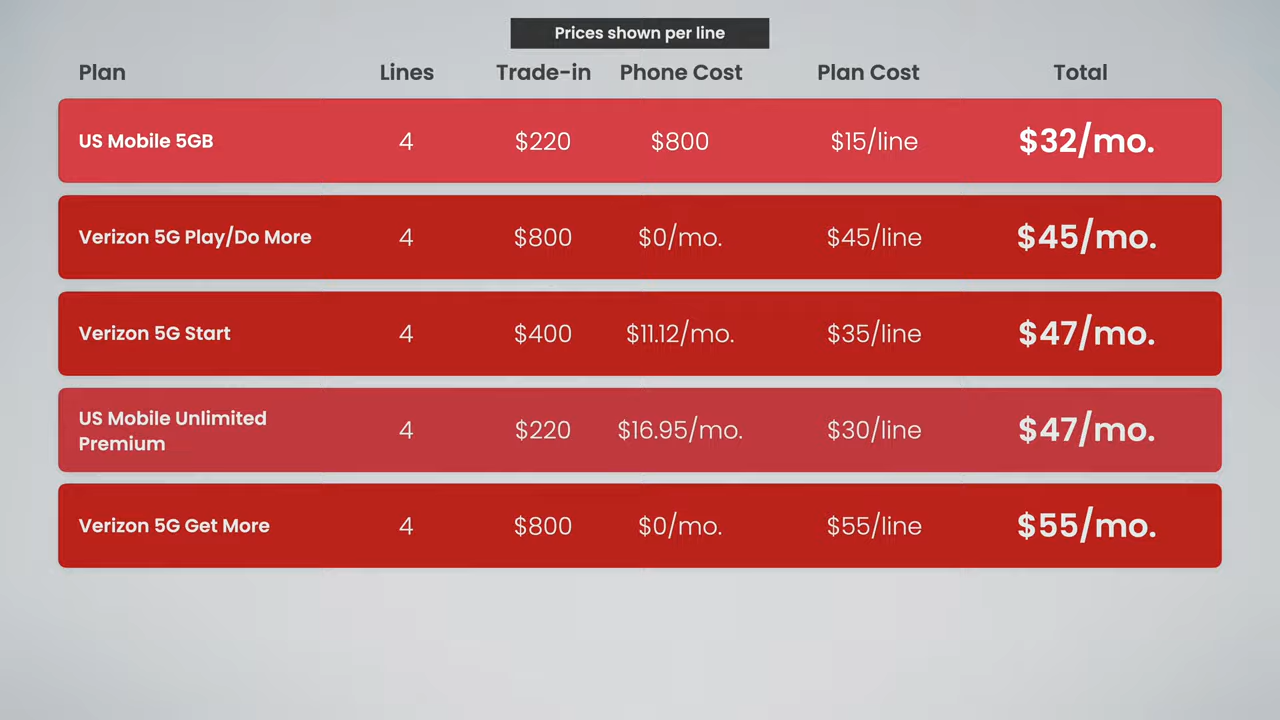 Prices shown per line
Plan Lines Trade-in Phone Cost Plan Cost Total
US Mobile 5GB 4 $220 $800 $15/line $32/mo.
Verizon 5G Play/Do More 4 $800 $0/mo. $45/line $45/mo.
Verizon 5G Start 4 $400 $11.12/mo. $35/line $47/mo.
US Mobile Unlimited
Premium 4 $220 $16.95/mo. $30/line $47/mo.
Verizon 5G Get More 4 $800 $0/mo. $55/line $55/mo.